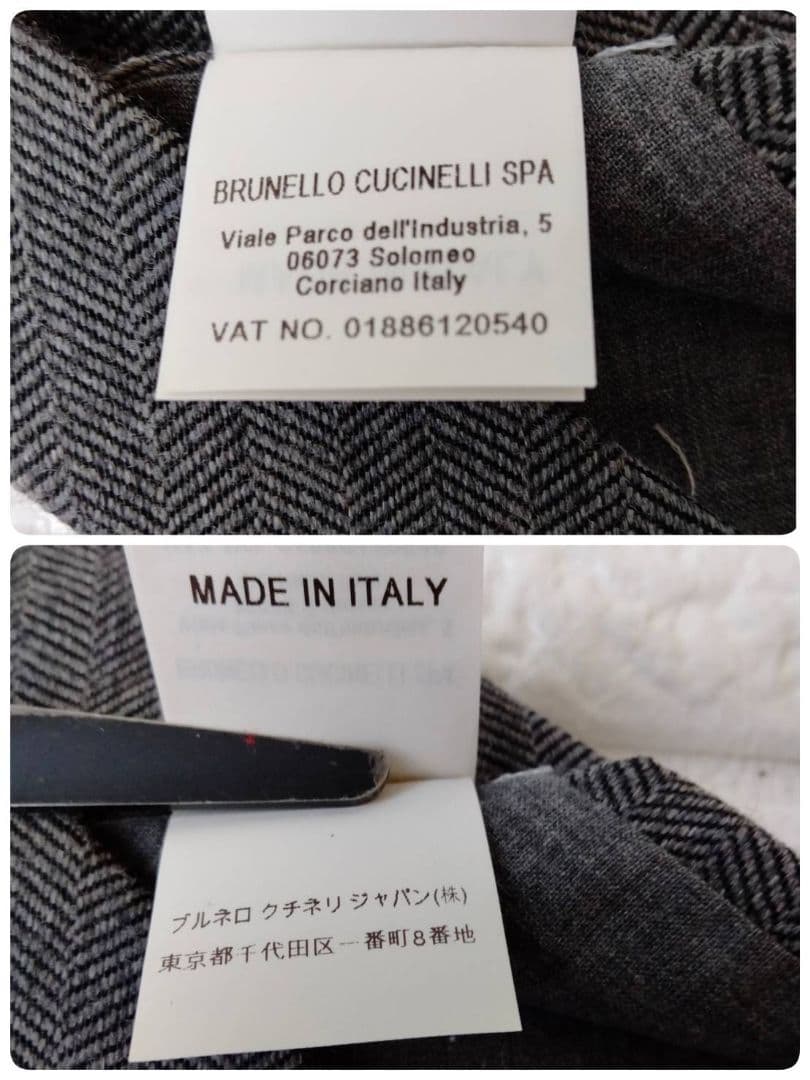 BRUNELLO CUCINELLI SPA
Viale Parco dell'Industria, 5
06073 Solomeo
Corciano Italy
VAT NO. 01886120540
MADE IN ITALY
ブルネロ クチネリ ジャパン(株)
東京都千代田区一番町8番地